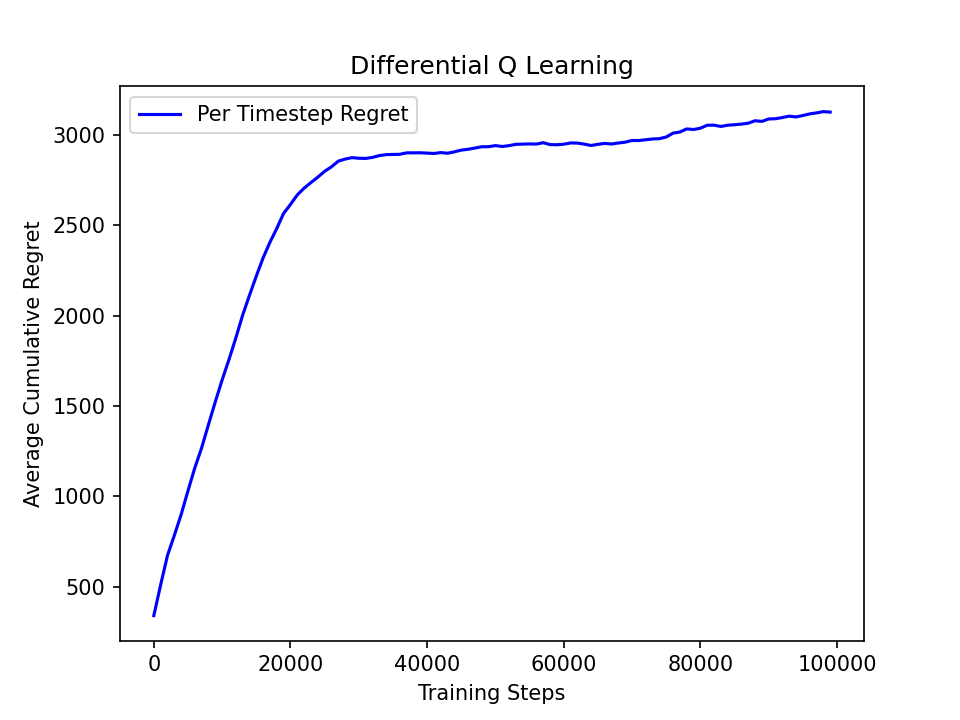 Differential Q Learning
Per Timestep Regret
Average Cumulative Regret
3000
2500
2000
1500
1000
500
0 20000 40000 60000 80000 100000
Training Steps